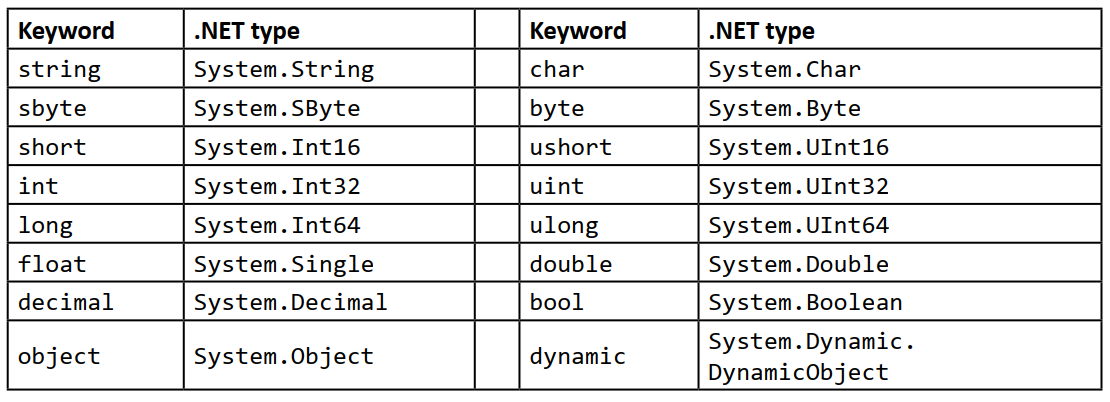 Keyword .NET type Keyword .NET type
string System.String char System.Char
sbyte System.SByte byte System.Byte
short System.Int16 ushort System.UInt16
int System.Int32 uint System.UInt32
long System.Int64 ulong System.UInt64
float System.Single double System.Double
decimal System.Decimal bool System.Boolean
object System.Object dynamic System.Dynamic.
DynamicObject